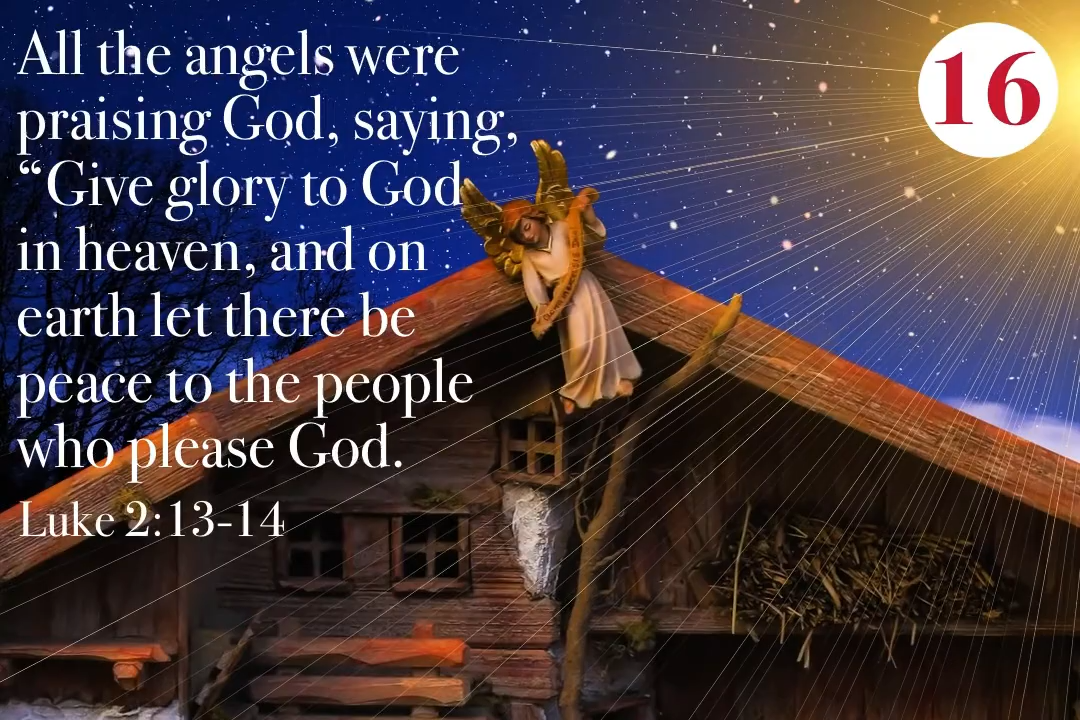 All the angels were
praising God, saying,
“Give glory to God
in heaven, and on
earth let there be
peace to the people
who please God.
Luke 2:13-14
16